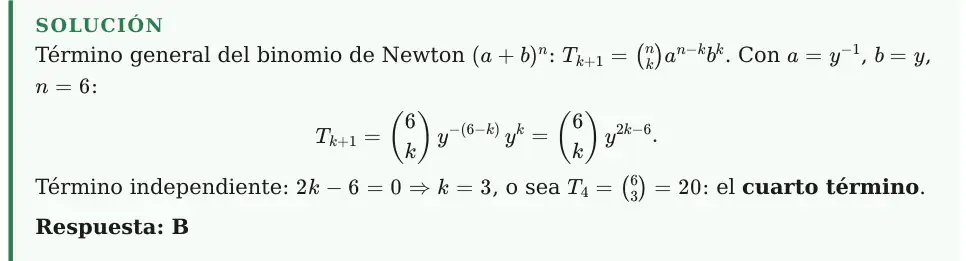 SOLUCIÓN
Término general del binomio de Newton $(a + b)^n$: $T_{k+1} = \binom{n}{k} a^{n-k} b^k$. Con $a = y^{-1}$, $b = y$,
$n = 6$:
$T_{k+1} = \binom{6}{k} y^{-(6-k)} y^k = \binom{6}{k} y^{2k-6}.$
Término independiente: $2k - 6 = 0 \Rightarrow k = 3$, o sea $T_4 = \binom{6}{3} = 20$: el cuarto término.
Respuesta: B